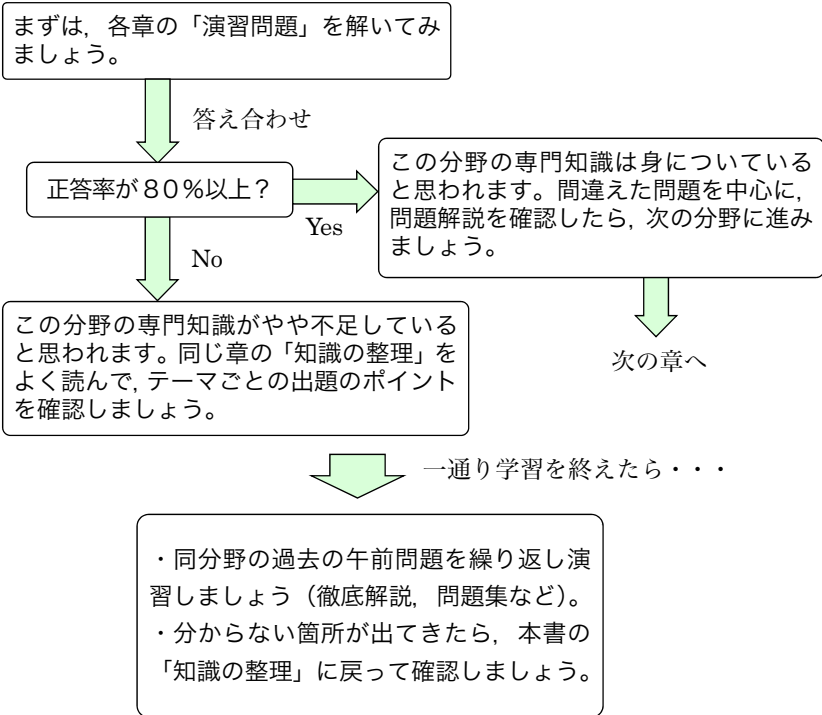 まずは，各章の「演習問題」を解いてみ
ましょう。
答え合わせ
正答率が８０％以上？
Yes
この分野の専門知識は身についている
と思われます。間違えた問題を中心に，
問題解説を確認したら，次の分野に進み
ましょう。
No
次の章へ
この分野の専門知識がやや不足している
と思われます。同じ章の「知識の整理」を
よく読んで，テーマごとの出題のポイント
を確認しましょう。
一通り学習を終えたら・・・
・同分野の過去の午前問題を繰り返し演
習しましょう（徹底解説，問題集など）。
・分からない箇所が出てきたら，本書の
「知識の整理」に戻って確認しましょう。